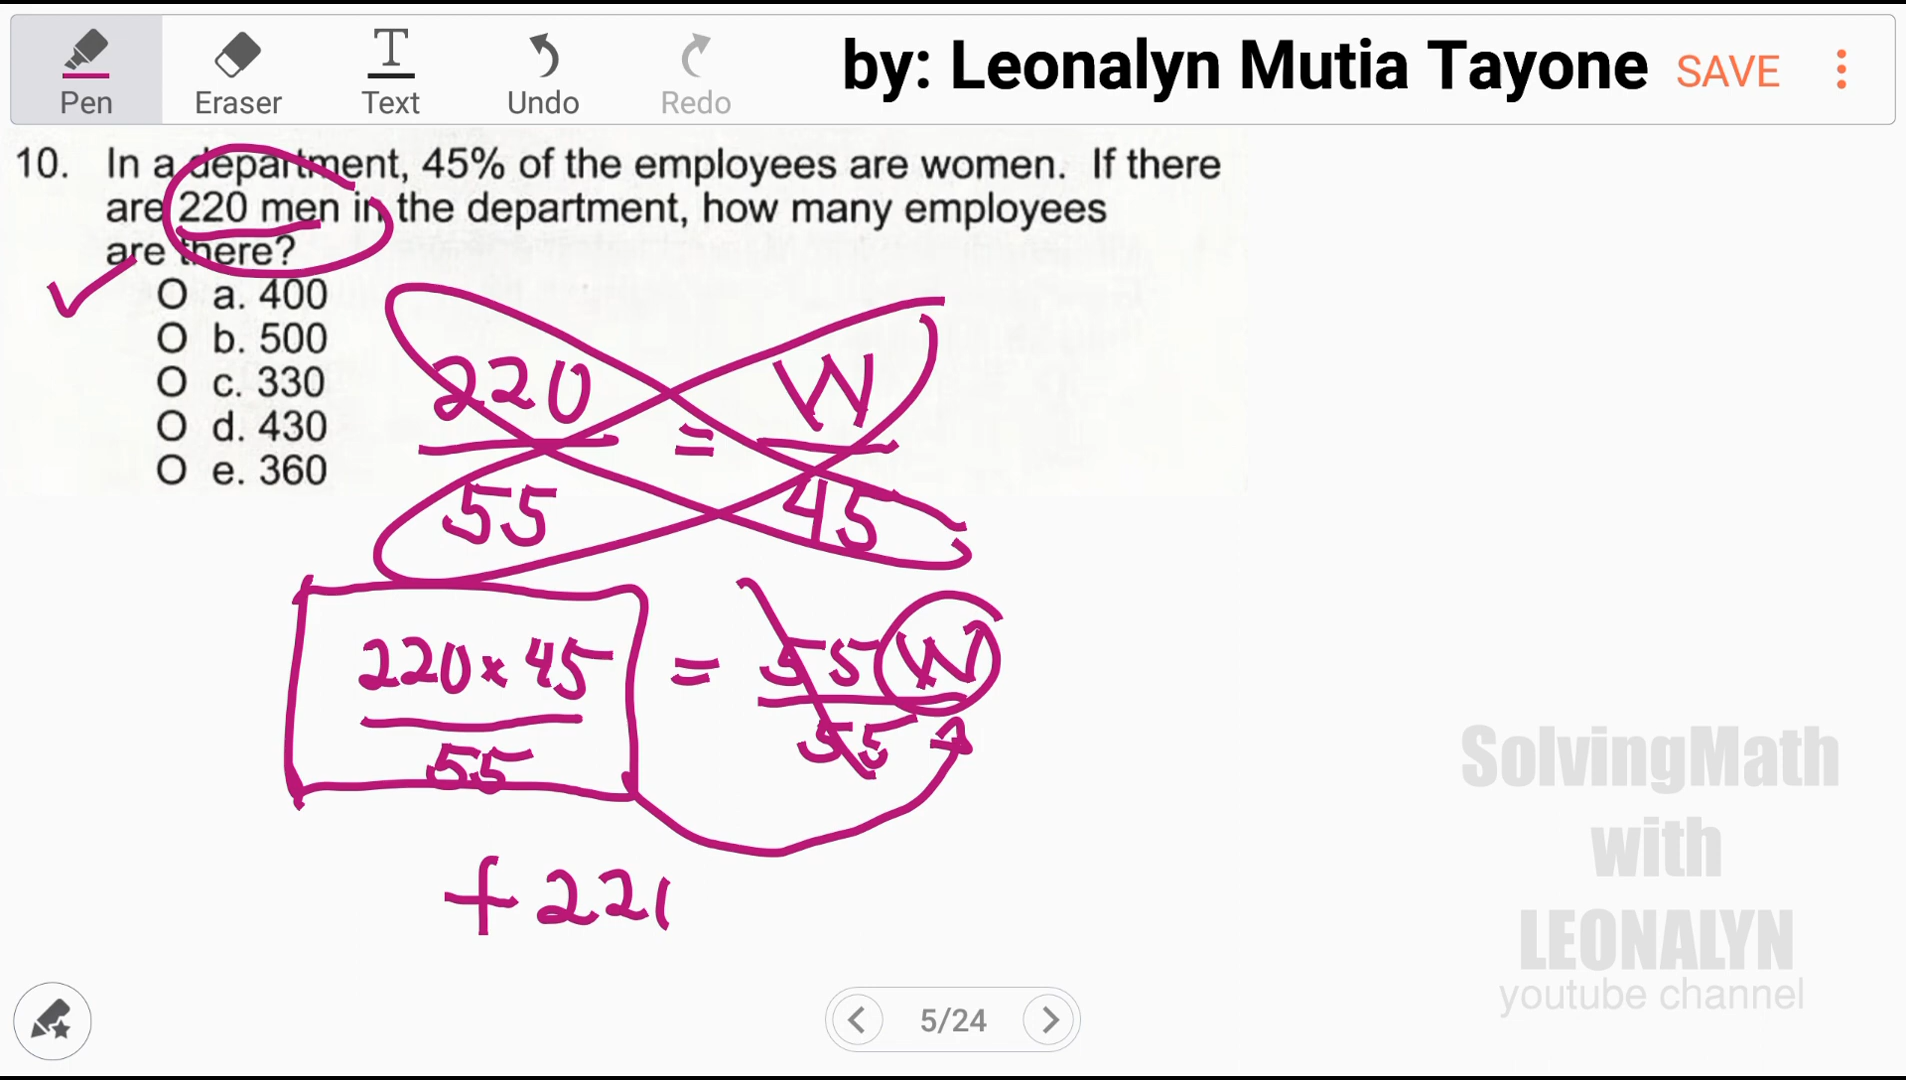 Pen
Eraser
T
Text
Undo
Redo
by: Leonalyn Mutia Tayone
SAVE
10. In a department, 45% of the employees are women. If there
are 220 men in the department, how many employees
are there?
O a. 400
O b. 500
O c. 330
O d. 430
O e. 360
220 = W
55 45
220 x 45 = 55 W
55 55
+ 22(
SolvingMath
with
LEONALYN
youtube channel
5/24